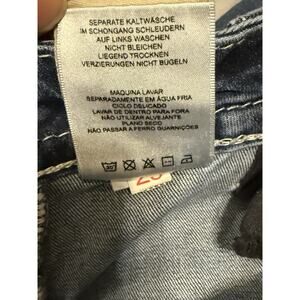 SEPARATE KALTWÄSCHE
IM SCHONGANG SCHLEUDERN
AUF LINKS WASCHEN
NICHT BLEICHEN
LIEGEND TROCKNEN
VERZIERUNGEN NICHT BÜGELN
MAQUINA LAVAR
SEPARADAMENTE EM ÁGUA FRIA
CICLO DELICADO
LAVAR DE DENTRO PARA FORA
NÃO UTILIZAR ALVEJANTE
PLANO SECO
NÃO PASSAR A FERRO GUARNIÇÕES